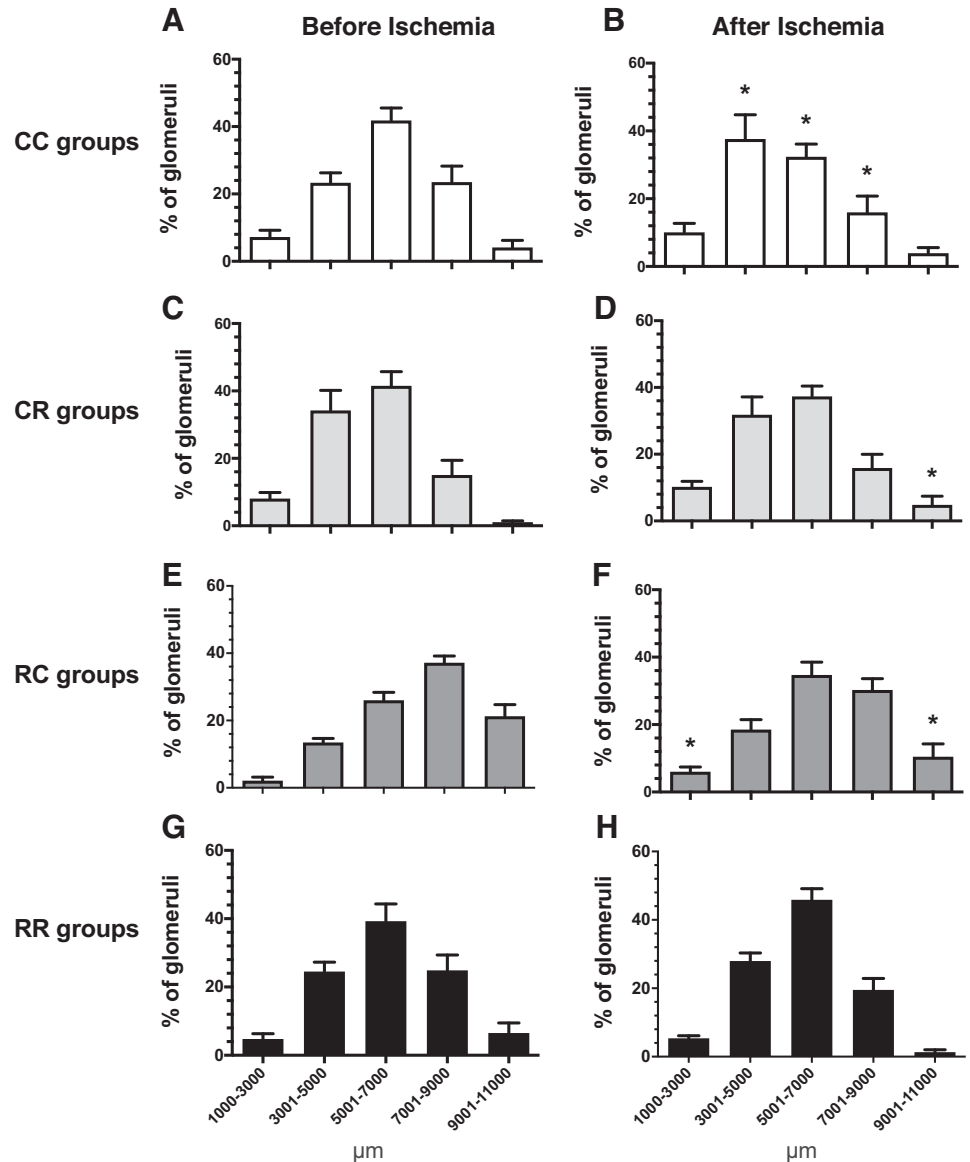 A Before Ischemia
B After Ischemia
CC groups
% of glomeruli
60
40
20
0
% of glomeruli
60
40
20
0
* * *
C
D
CR groups
% of glomeruli
60
40
20
0
% of glomeruli
60
40
20
0
*
E
F
RC groups
% of glomeruli
60
40
20
0
% of glomeruli
60
40
20
0
* *
G
H
RR groups
% of glomeruli
60
40
20
0
% of glomeruli
60
40
20
0
1000-3000
3001-5000
5001-7000
7001-9000
9001-11000
1000-3000
3001-5000
5001-7000
7001-9000
9001-11000
µm
µm